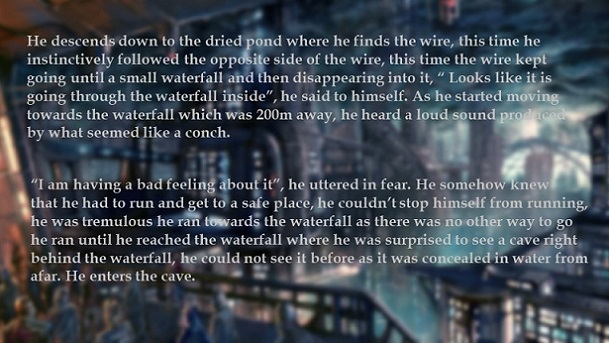 He descends down to the dried pond where he finds the wire, this time he
instinctively followed the opposite side of the wire, this time the wire kept
going until a small waterfall and then disappearing into it, “ Looks like it is
going through the waterfall inside”, he said to himself. As he started moving
towards the waterfall which was 200m away, he heard a loud sound produced
by what seemed like a conch.
“I am having a bad feeling about it”, he uttered in fear. He somehow knew
that he had to run and get to a safe place, he couldn’t stop himself from running,
he was tremulous he ran towards the waterfall as there was no other way to go
he ran until he reached the waterfall where he was surprised to see a cave right
behind the waterfall, he could not see it before as it was concealed in water from
afar. He enters the cave.